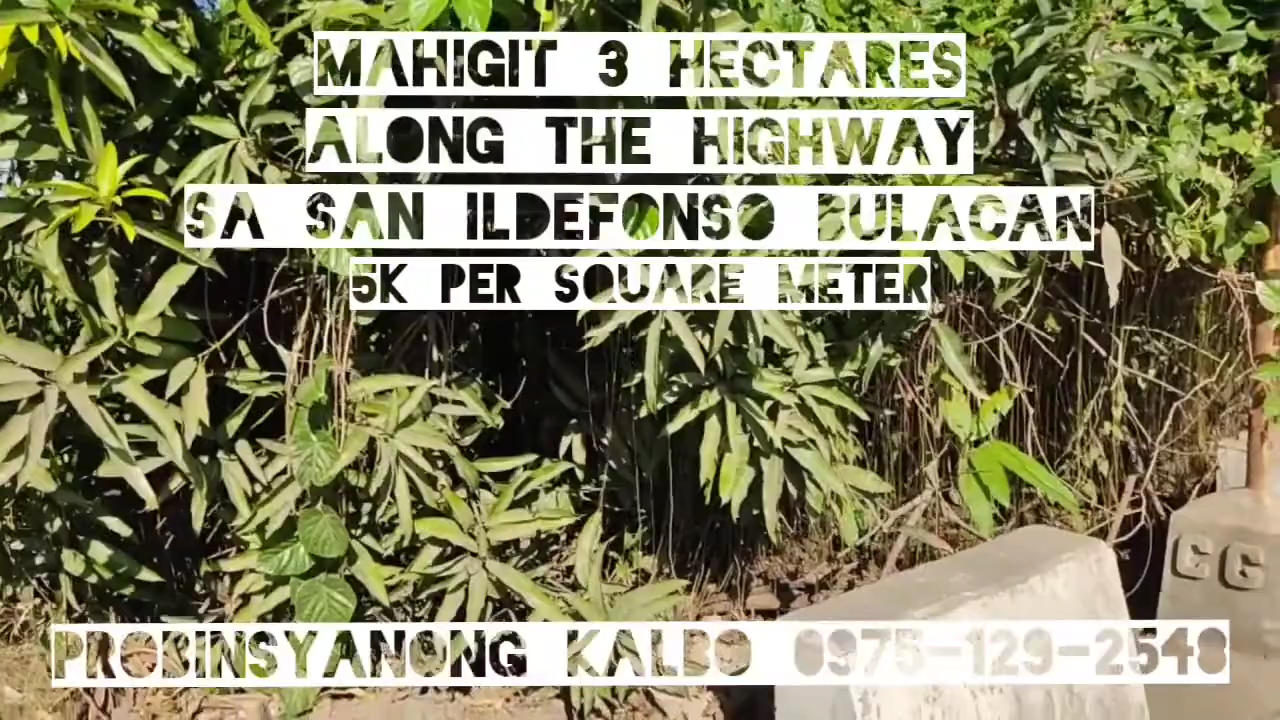 MAHIGIT 3 HECTARES
ALONG THE HIGHWAY
SA SAN ILDEFONSO BULACAN
5K PER SQUARE METER
CG
PROBINSYANONG KALBO 0975-129-2548